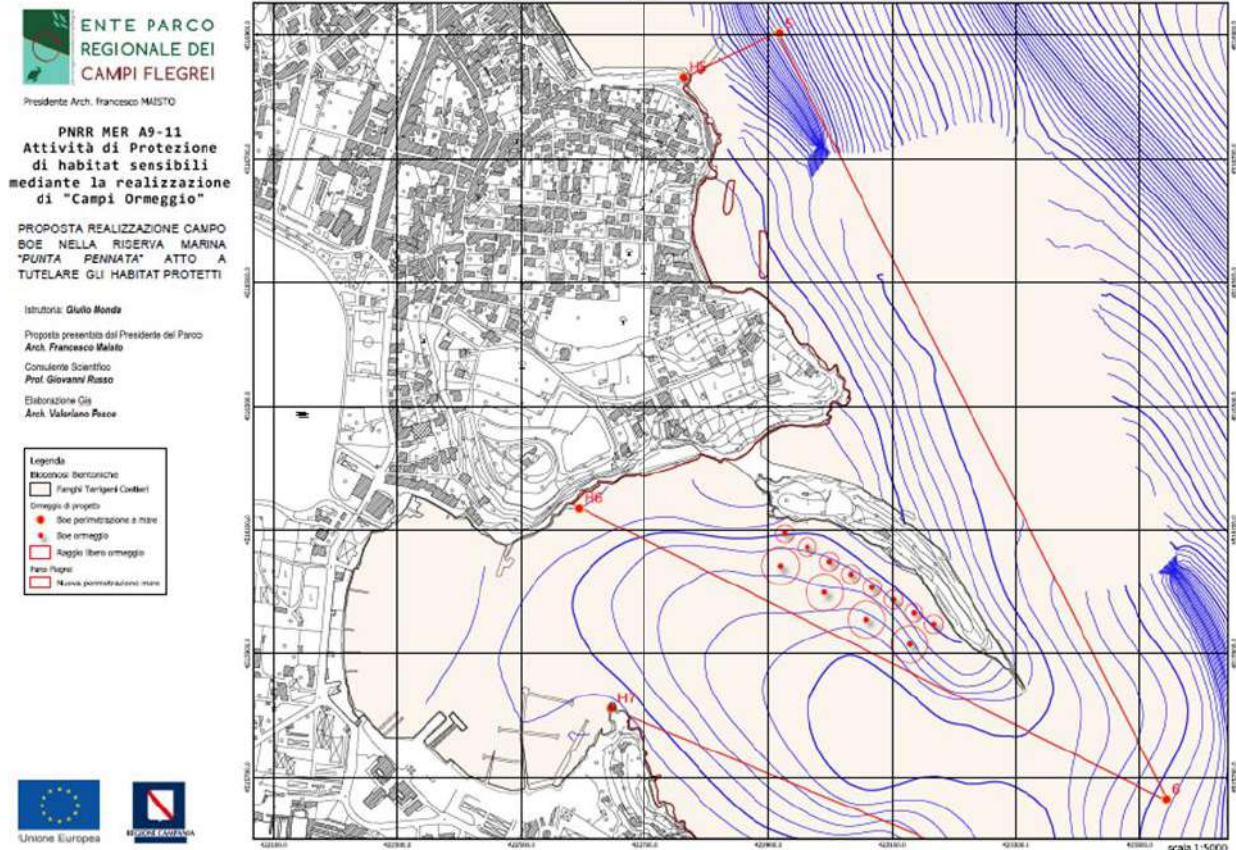 ENTE PARCO
REGIONALE DEI
CAMPI FLEGREI
Presidente Arch. Francesco MAISTO
PNRR MER A9-11
Attività di Protezione
di habitat sensibili
mediante la realizzazione
di "Campi Ormeggio"
PROPOSTA REALIZZAZIONE CAMPO
BOE NELLA RISERVA MARINA
"PUNTA PENNATA" ATTO A
TUTELARE GLI HABITAT PROTETTI
Istruttoria: Giulio Monda
Proposta presentata dal Presidente del Parco
Arch. Francesco Maisto
Consulente Scientifico
Prof. Giovanni Russo
Elaborazione Gis
Arch. Valeriano Pesce
Legenda
Biocenosi Bentoniche
Fanghi Terrigeni Costieri
Ormeggio di progetto
Boe perimetrazione a mare
Boe ormeggio
Raggio libero ormeggio
Parco Flegrei
Nuova perimetrazione mare
Unione Europea
REGIONE CAMPANIA
5
H5
H6
H7
6
scala 1:5000